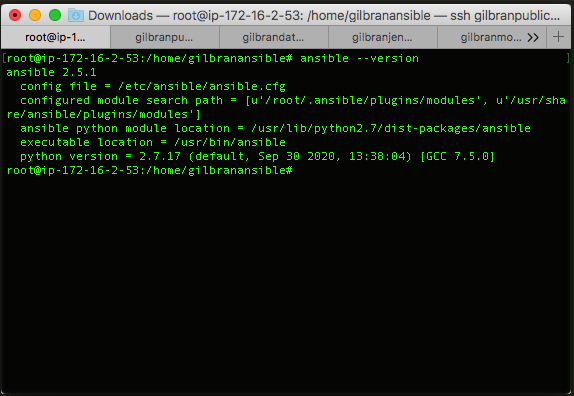 Downloads — root@ip-172-16-2-53: /home/gilbranansible — ssh gilbranpublic...
root@ip-1... gilbranpu... gilbrandat... gilbranjen... gilbranmo... >> +
[root@ip-172-16-2-53:/home/gilbranansible# ansible --version ]
ansible 2.5.1
  config file = /etc/ansible/ansible.cfg
  configured module search path = [u'/root/.ansible/plugins/modules', u'/usr/sha
re/ansible/plugins/modules']
  ansible python module location = /usr/lib/python2.7/dist-packages/ansible
  executable location = /usr/bin/ansible
  python version = 2.7.17 (default, Sep 30 2020, 13:38:04) [GCC 7.5.0]
root@ip-172-16-2-53:/home/gilbranansible#